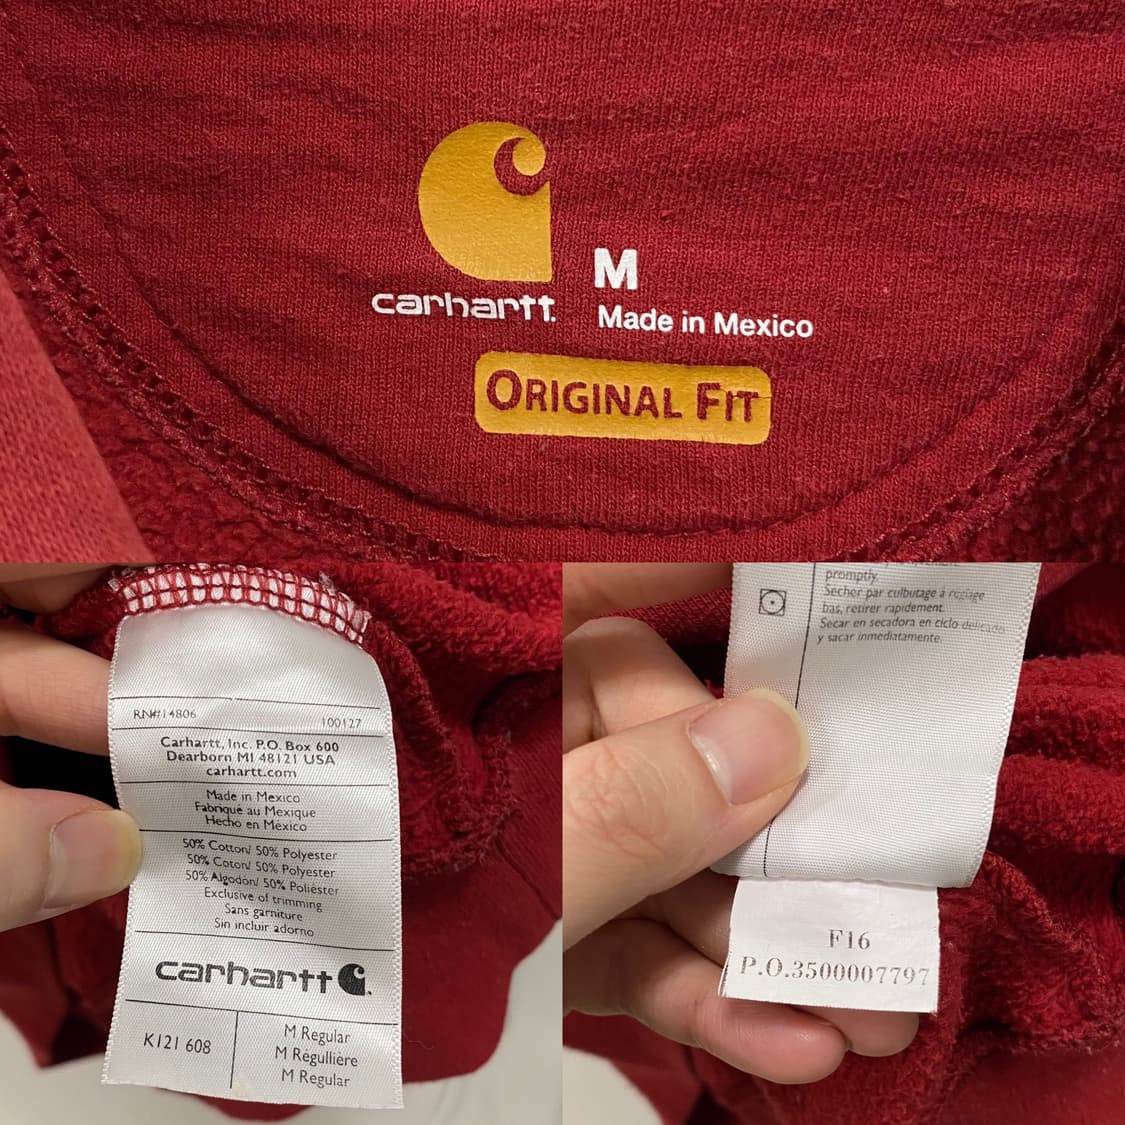 carhartt.
M
Made in Mexico
ORIGINAL FIT
RN#14806
100127
Carhartt, Inc. P.O. Box 600
Dearborn MI 48121 USA
carhartt.com
Made in Mexico
Fabriqué au Mexique
Hecho en México
50% Cotton/ 50% Polyester
50% Coton/ 50% Polyester
50% Algodón/ 50% Poliéster
Exclusive of trimming
Sans garniture
Sin incluir adorno
carhartt
K121 608
M Regular
M Régullière
M Regular
promptly.
Secher par culbutage à reglage
bas, retirer rapidement.
Secar en secadora en ciclo delicado
y sacar inmediatamente.
F16
P.O.3500007797